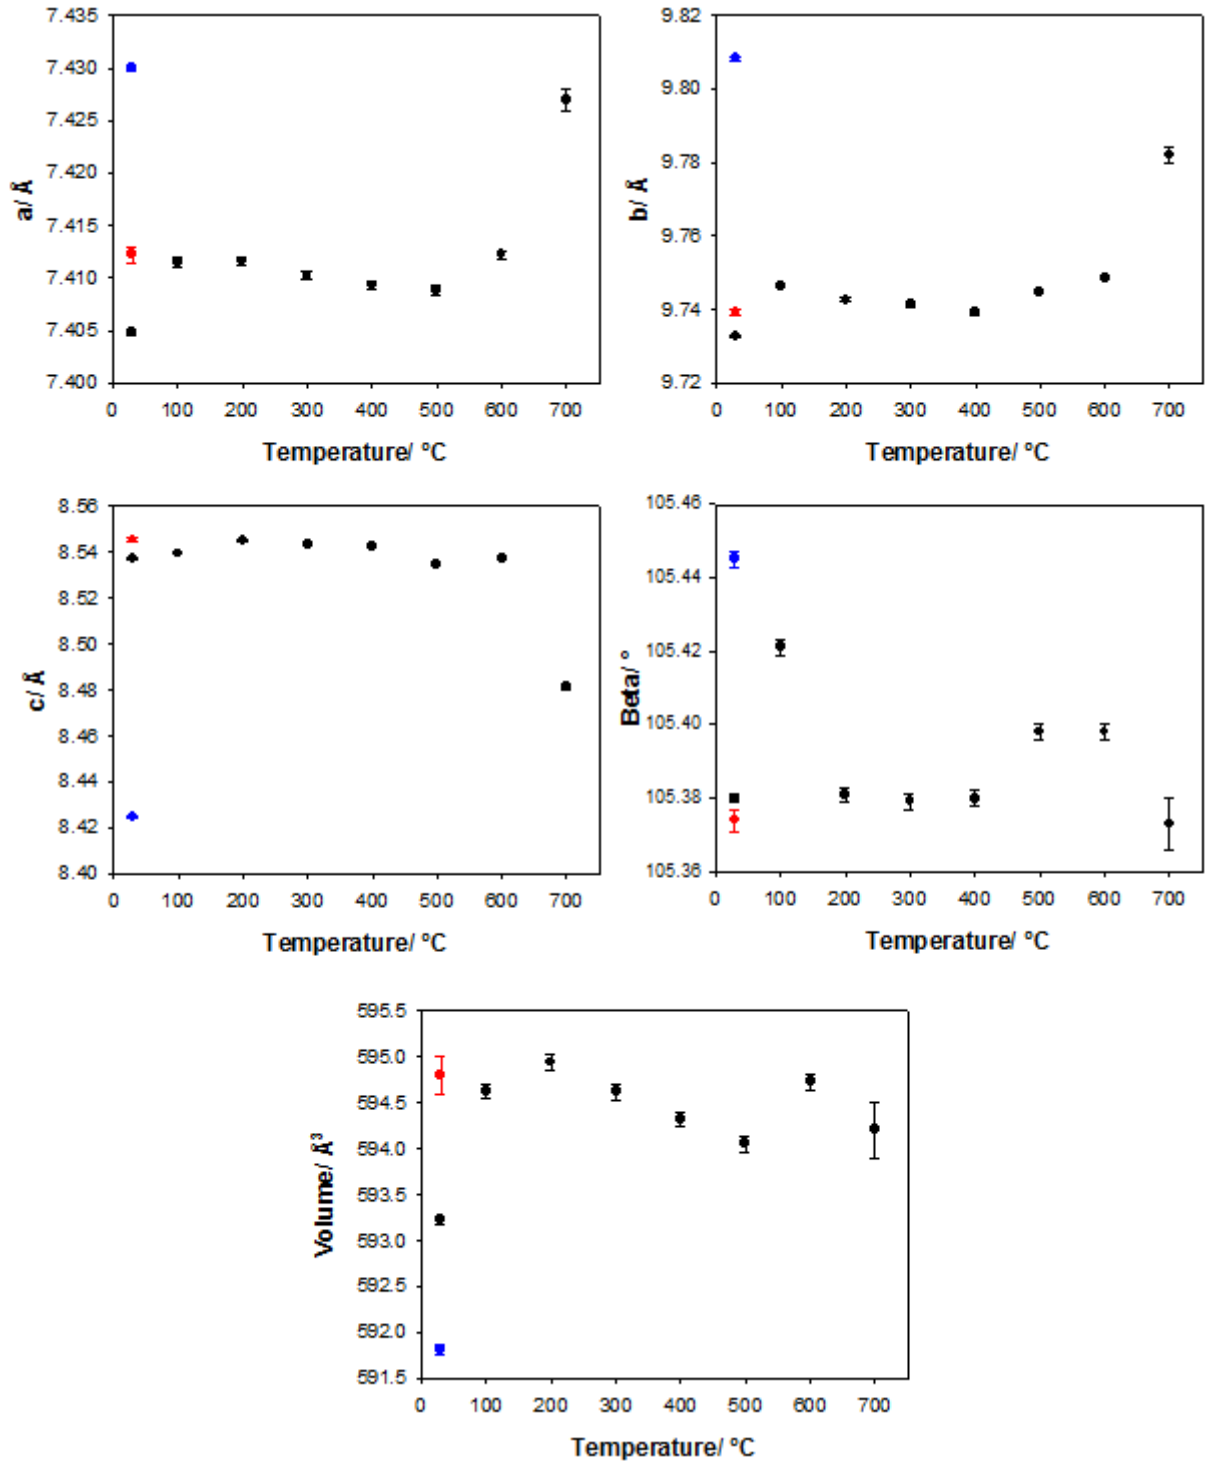 7.435
7.430
7.425
7.420
7.415
7.410
7.405
7.400
a/ Å
0 100 200 300 400 500 600 700
Temperature/ °C
9.82
9.80
9.78
9.76
9.74
9.72
b/ Å
0 100 200 300 400 500 600 700
Temperature/ °C
8.56
8.54
8.52
8.50
8.48
8.46
8.44
8.42
8.40
c/ Å
0 100 200 300 400 500 600 700
Temperature/ °C
105.46
105.44
105.42
105.40
105.38
105.36
Beta/ °
0 100 200 300 400 500 600 700
Temperature/ °C
595.5
595.0
594.5
594.0
593.5
593.0
592.5
592.0
591.5
Volume/ Å³
0 100 200 300 400 500 600 700
Temperature/ °C